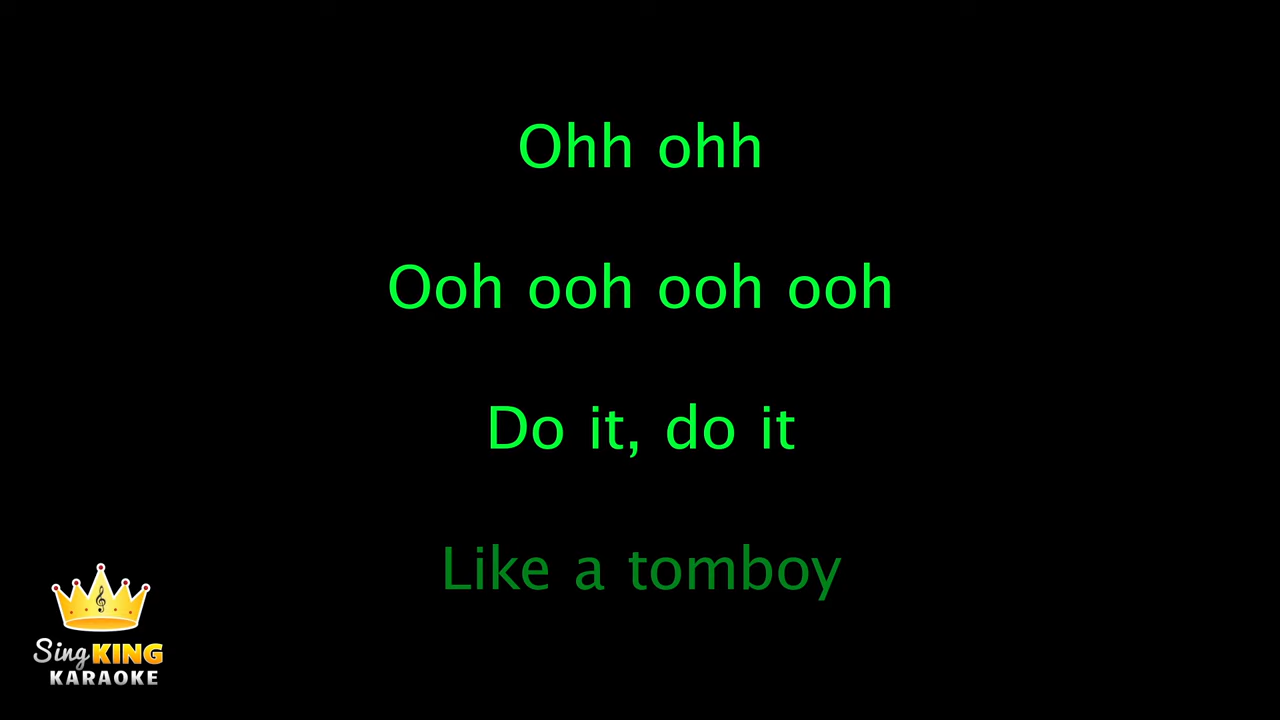 Ohh ohh
Ooh ooh ooh ooh
Do it, do it
Like a tomboy
Sing KING
KARAOKE